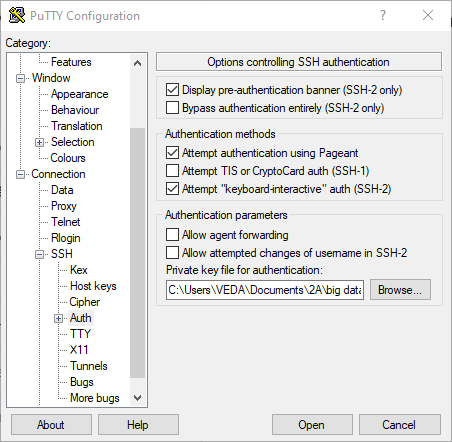 PuTTY Configuration
?
Category:
Features
Window
Appearance
Behaviour
Translation
Selection
Colours
Connection
Data
Proxy
Telnet
Rlogin
SSH
Kex
Host keys
Cipher
Auth
TTY
X11
Tunnels
Bugs
More bugs
Options controlling SSH authentication
Display pre-authentication banner (SSH-2 only)
Bypass authentication entirely (SSH-2 only)
Authentication methods
Attempt authentication using Pageant
Attempt TIS or CryptoCard auth (SSH-1)
Attempt "keyboard-interactive" auth (SSH-2)
Authentication parameters
Allow agent forwarding
Allow attempted changes of username in SSH-2
Private key file for authentication:
C:\Users\VEDA\Documents\2A\big data
Browse...
About
Help
Open
Cancel